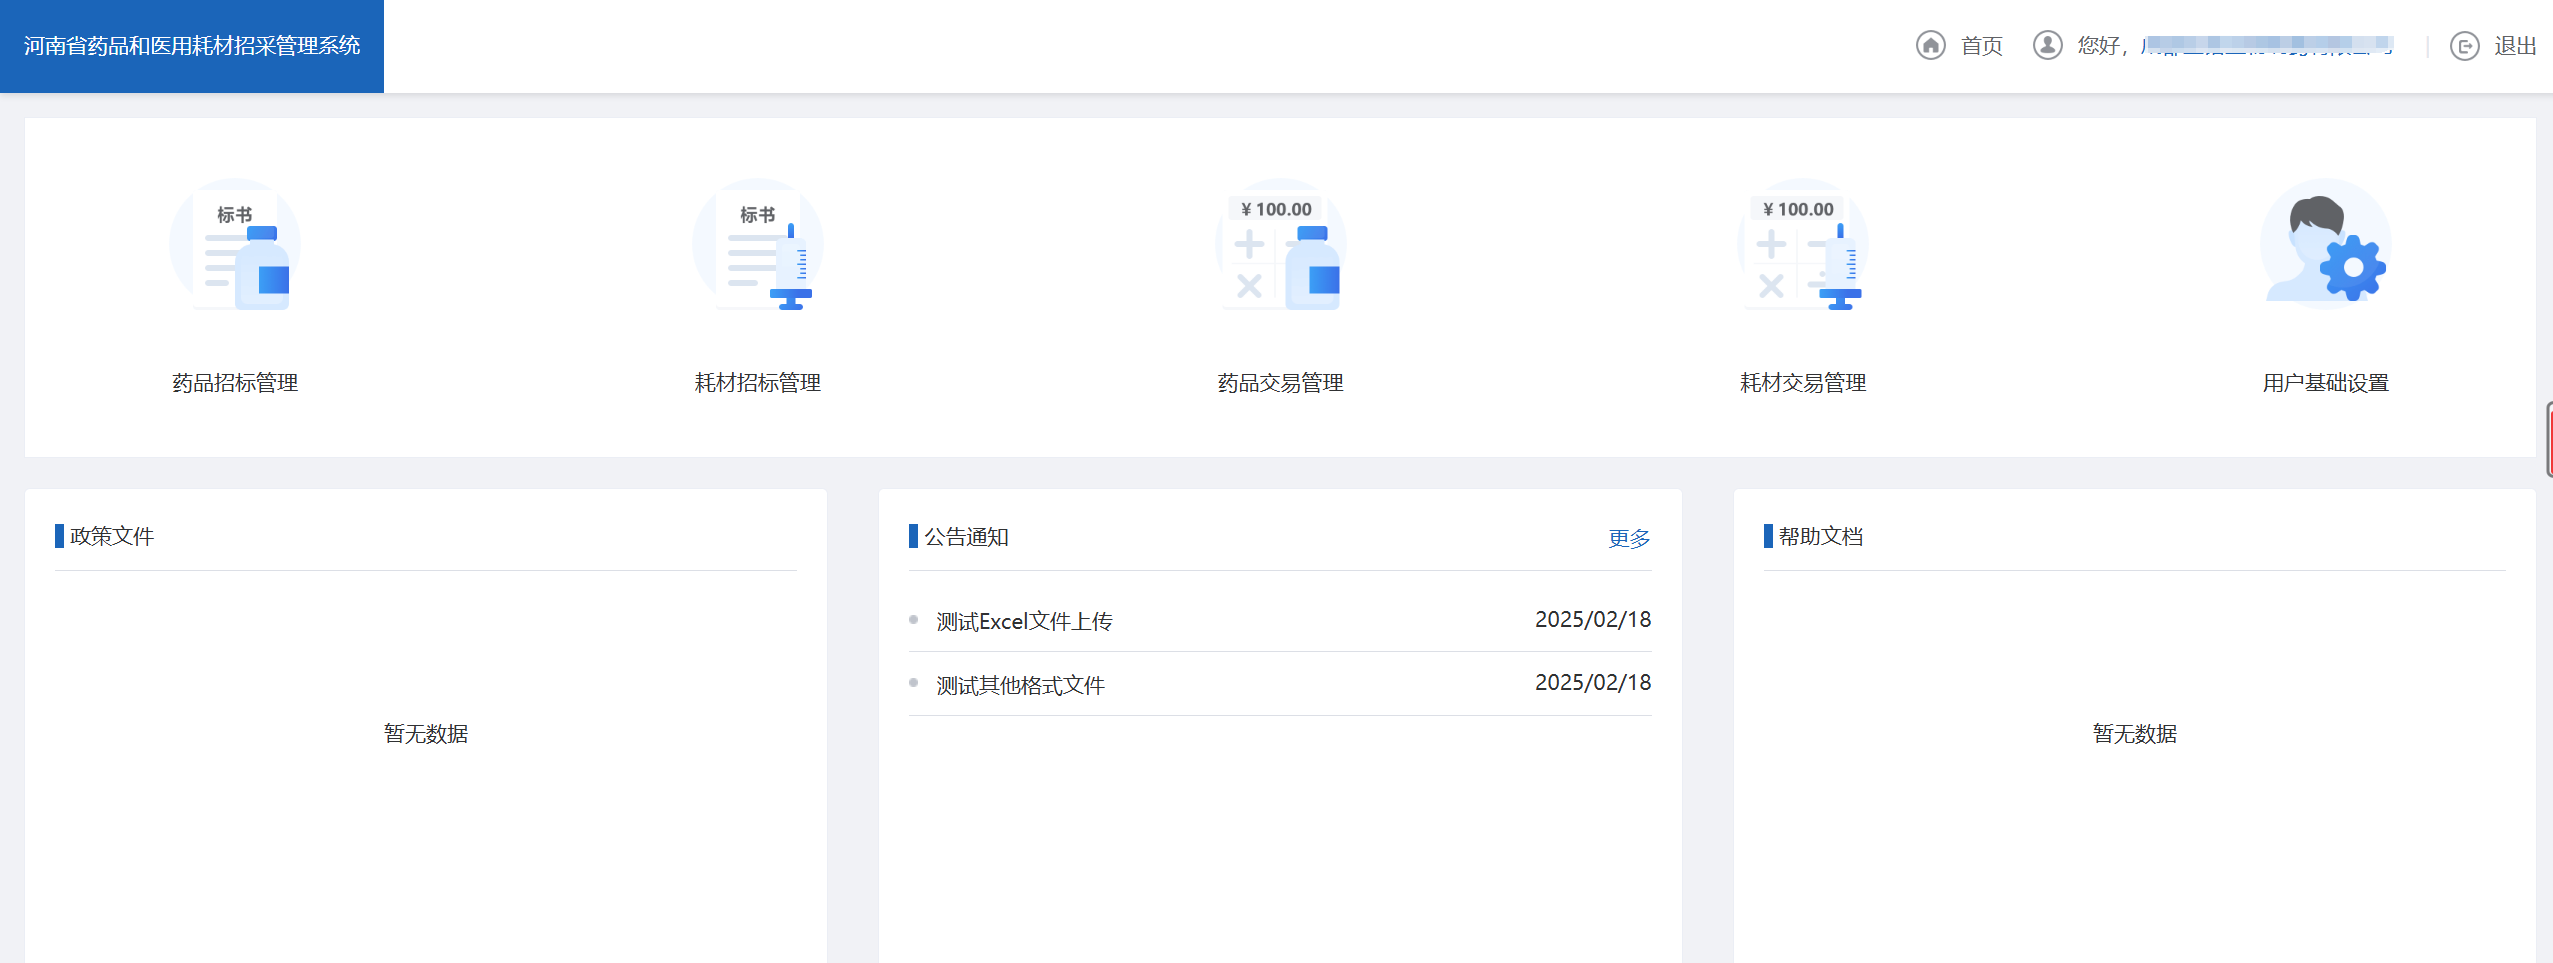 河南省药品和医用耗材招采管理系统
首页
您好，
退出
标书
标书
¥ 100.00
¥ 100.00
药品招标管理
耗材招标管理
药品交易管理
耗材交易管理
用户基础设置
政策文件
暂无数据
公告通知
更多
测试Excel文件上传
2025/02/18
测试其他格式文件
2025/02/18
帮助文档
暂无数据